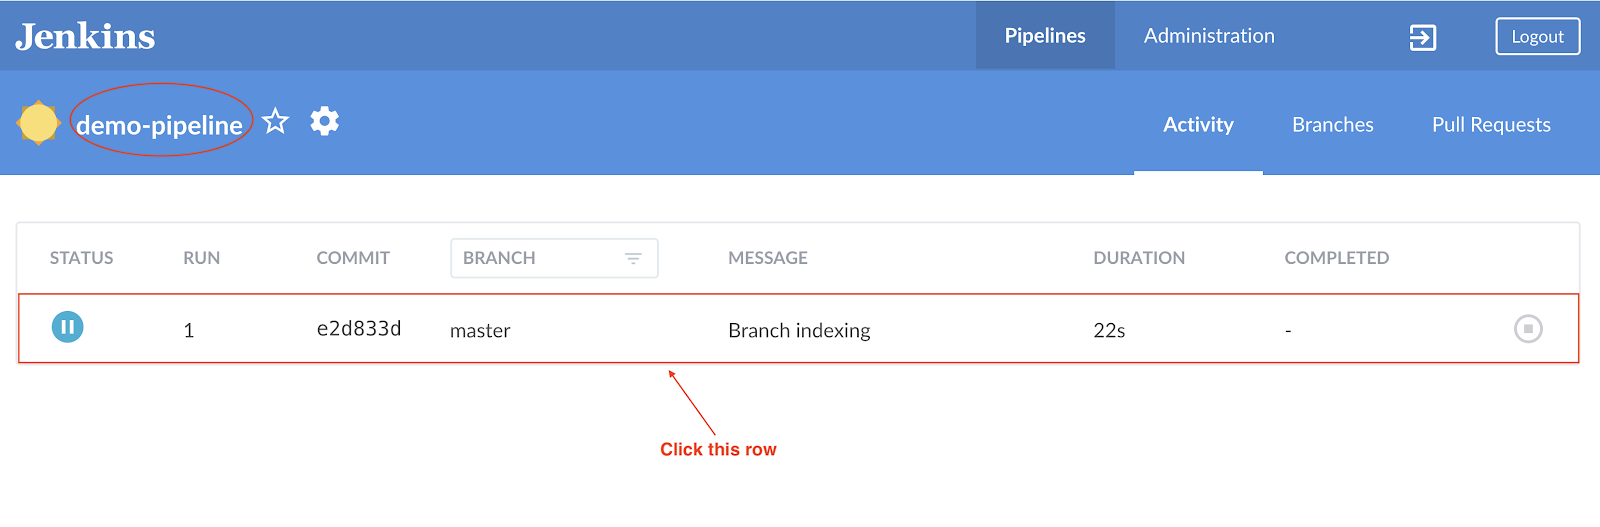 Jenkins Pipelines Administration Logout
demo-pipeline Activity Branches Pull Requests
STATUS RUN COMMIT BRANCH MESSAGE DURATION COMPLETED
1 e2d833d master Branch indexing 22s -
Click this row